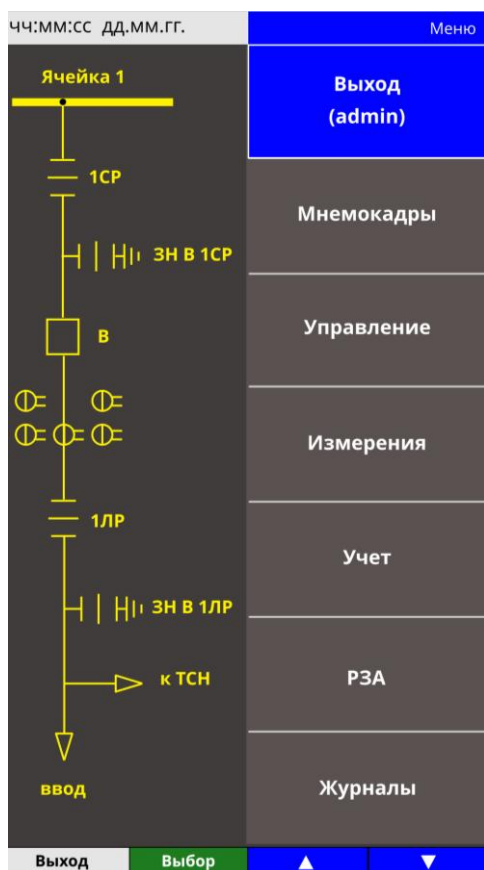 чч:мм:сс дд.мм.гг.
Меню
Ячейка 1
1СР
ЗН В 1СР
В
1ЛР
ЗН В 1ЛР
к ТСН
ввод
Выход
(admin)
Мнемокадры
Управление
Измерения
Учет
РЗА
Журналы
Выход
Выбор